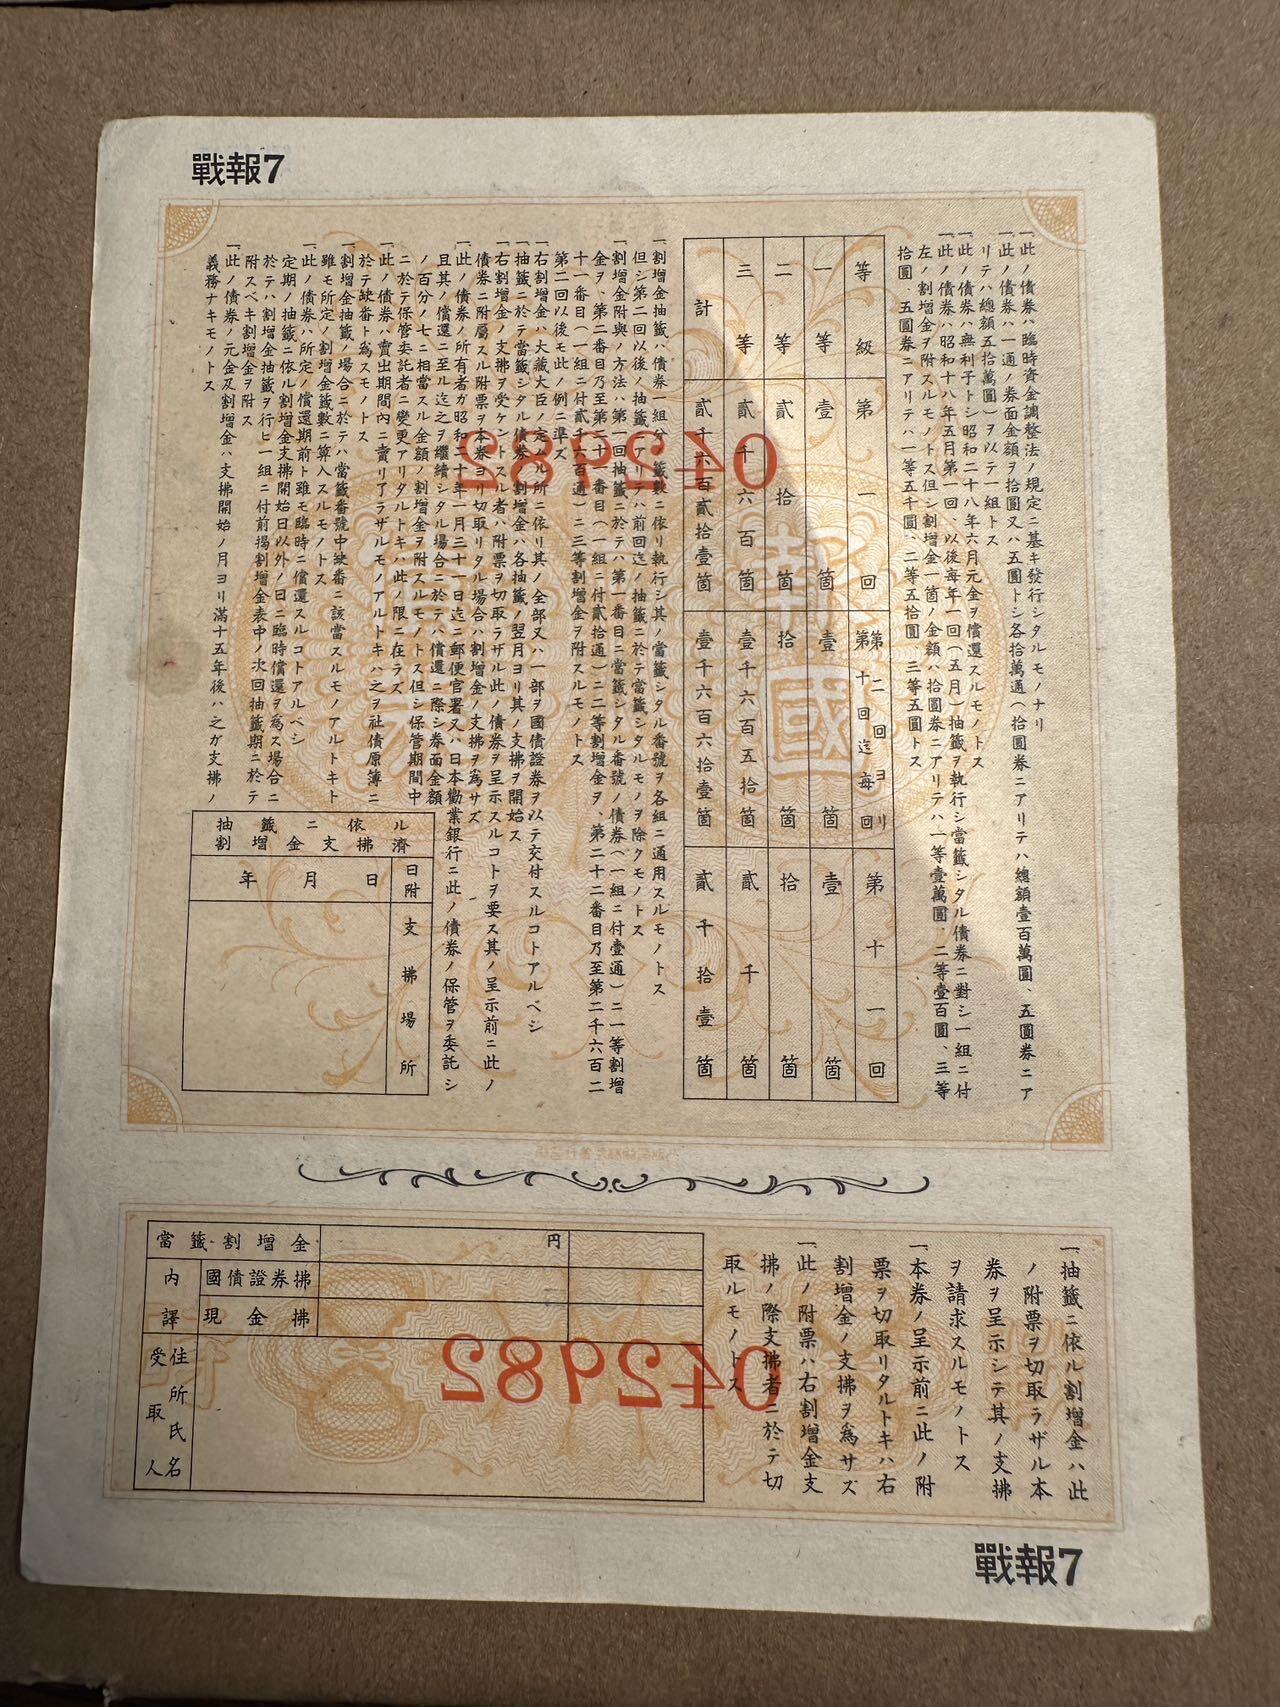 戰報7
一、此ノ債券ハ臨時資金調整法ノ規定ニ基キ發行シタルモノナリ
一、此ノ債券ハ一通ノ券面金額ヲ拾圓又ハ五圓トシ各拾萬通(拾圓券ニアリテハ總額壹百萬圓、五圓券ニア
リテハ總額五拾萬圓)ヲ以テ一組トス
一、此ノ債券ハ無利子トシ昭和二十八年六月元金ヲ償還スルモノトス
一、此ノ債券ハ昭和十八年五月第一回、以後毎年一回(五月)抽籤ヲ執行シ當籤シタル債券ニ對シ一組ニ付
左ノ割增金ヲ附スルモノトス但シ割增金一箇ノ金額ハ拾圓券ニアリテハ一等壹萬圓、二等壹百圓、三等
拾圓、五圓券ニアリテハ一等五千圓、二等五拾圓、三等五圓トス
等級 第一回 第二回ヨリ第十回迄每回 第十一回
一等 壹箇 壹箇 壹箇
二等 貳拾箇 拾箇 拾箇
三等 貳千六百箇 壹千六百五拾箇 貳千箇
計 貳千六百貳拾壹箇 壹千六百六拾壹箇 貳千拾壹箇
一、割增金抽籤ハ債券一組分ノ籤數ニ依リ執行シ其ノ當籤シタル番號ヲ各組ニ通用スルモノトス
但シ第二回以後ノ抽籤ニアリテハ前回迄ノ抽籤ニ於テ當籤シタルモノヲ除クモノトス
一、割增金附與ノ方法ハ第一回抽籤ニ於テハ第一番目ニ當籤シタル番號ノ債券(一組ニ付壹通)ニ一等割增
金ヲ、第二番目乃至第二十一番目(一組ニ付貳拾通)ニ二等割增金ヲ、第二十二番目乃至第二千六百二
十一番目(一組ニ付貳千六百通)ニ三等割增金ヲ附スルモノトス
第二回以後モ此ノ例ニ準ズ
一、右割增金ハ大藏大臣ノ定ムル所ニ依リ其ノ全部又ハ一部ヲ國債證券ヲ以テ交付スルコトアルベシ
一、抽籤ニ於テ當籤シタル債券ノ割增金ハ各抽籤ノ翌月ヨリ其ノ支拂ヲ開始ス
一、右割增金ノ支拂ヲ受ケントスル者ハ附票ヲ切取ラザル此ノ債券ヲ呈示スルコトヲ要ス其ノ呈示前ニ此ノ
債券ニ附屬スル附票ヲ本券ヨリ切取リタル場合ハ割增金ノ支拂ヲ爲サズ
一、此ノ債券ノ所有者ガ昭和二十年一月三十一日迄ニ郵便官署又ハ日本勸業銀行ニ此ノ債券ノ保管ヲ委託シ
且其ノ償還ニ至ル迄之ヲ繼續シタル場合ニ於テハ償還ニ際シ券面金額
ノ百分ノ七ニ相當スル金額ノ割增金ヲ附スルモノトス但シ保管期間中
ニ於テ保管委託者ニ變更アリタルトキハ此ノ限ニ在ラズ
一、此ノ債券ハ賣出期間內ニ賣リ了ラザルモノアルトキハ之ヲ社債原簿ニ
於テ缺番ト爲スモノトス
一、割增金抽籤ノ場合ニ於テハ當籤番號中缺番ニ該當スルモノアルトキト
雖モ所定ノ割增金籤數ニ算入スルモノトス
一、此ノ債券ハ所定ノ償還期前ト雖モ臨時ニ償還スルコトアルベシ
定期ノ抽籤ニ依ル割增金支拂開始日以外ノ日ニ臨時償還ヲ爲ス場合ニ
於テハ割增金抽籤ヲ行ヒ一組ニ付前揭割增金表中ノ次回抽籤期ニ於テ
附スベキ割增金ヲ附ス
一、此ノ債券ノ元金及割增金ハ支拂開始ノ月ヨリ滿十五年後ハ之ガ支拂ノ
義務ナキモノトス
抽籤ニ依ル
割增金支拂濟
日附 年 月 日
支拂場所
0442982
一、抽籤ニ依ル割增金ハ此
ノ附票ヲ切取ラザル本
券ヲ呈示シテ其ノ支拂
ヲ請求スルモノトス
一、本券ノ呈示前ニ此ノ附
票ヲ切取リタルトキハ右
割增金ノ支拂ヲ爲サズ
一、此ノ附票ハ右割增金支
拂ノ際支拂者ニ於テ切
取ルモノトス
當籤割增金 円
內譯 國債證券拂
現金拂
受取人 住所氏名
0442982
戰報7